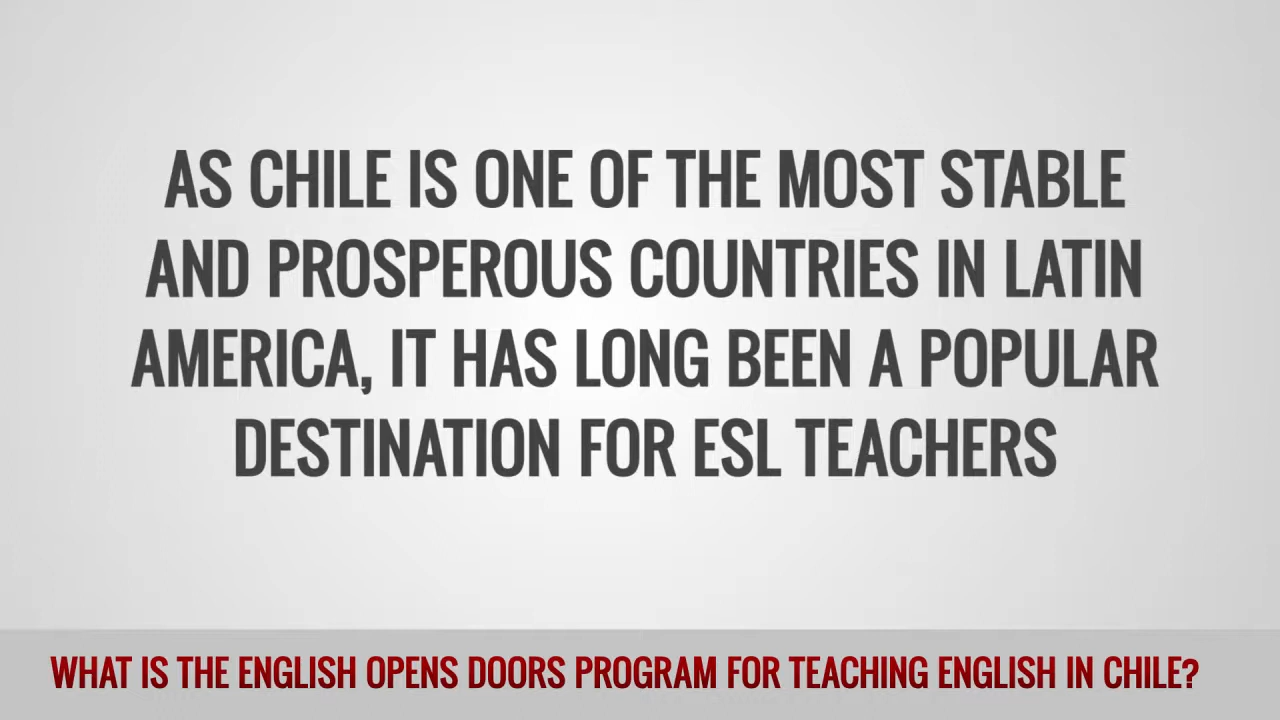 AS CHILE IS ONE OF THE MOST STABLE
AND PROSPEROUS COUNTRIES IN LATIN
AMERICA, IT HAS LONG BEEN A POPULAR
DESTINATION FOR ESL TEACHERS
WHAT IS THE ENGLISH OPENS DOORS PROGRAM FOR TEACHING ENGLISH IN CHILE?